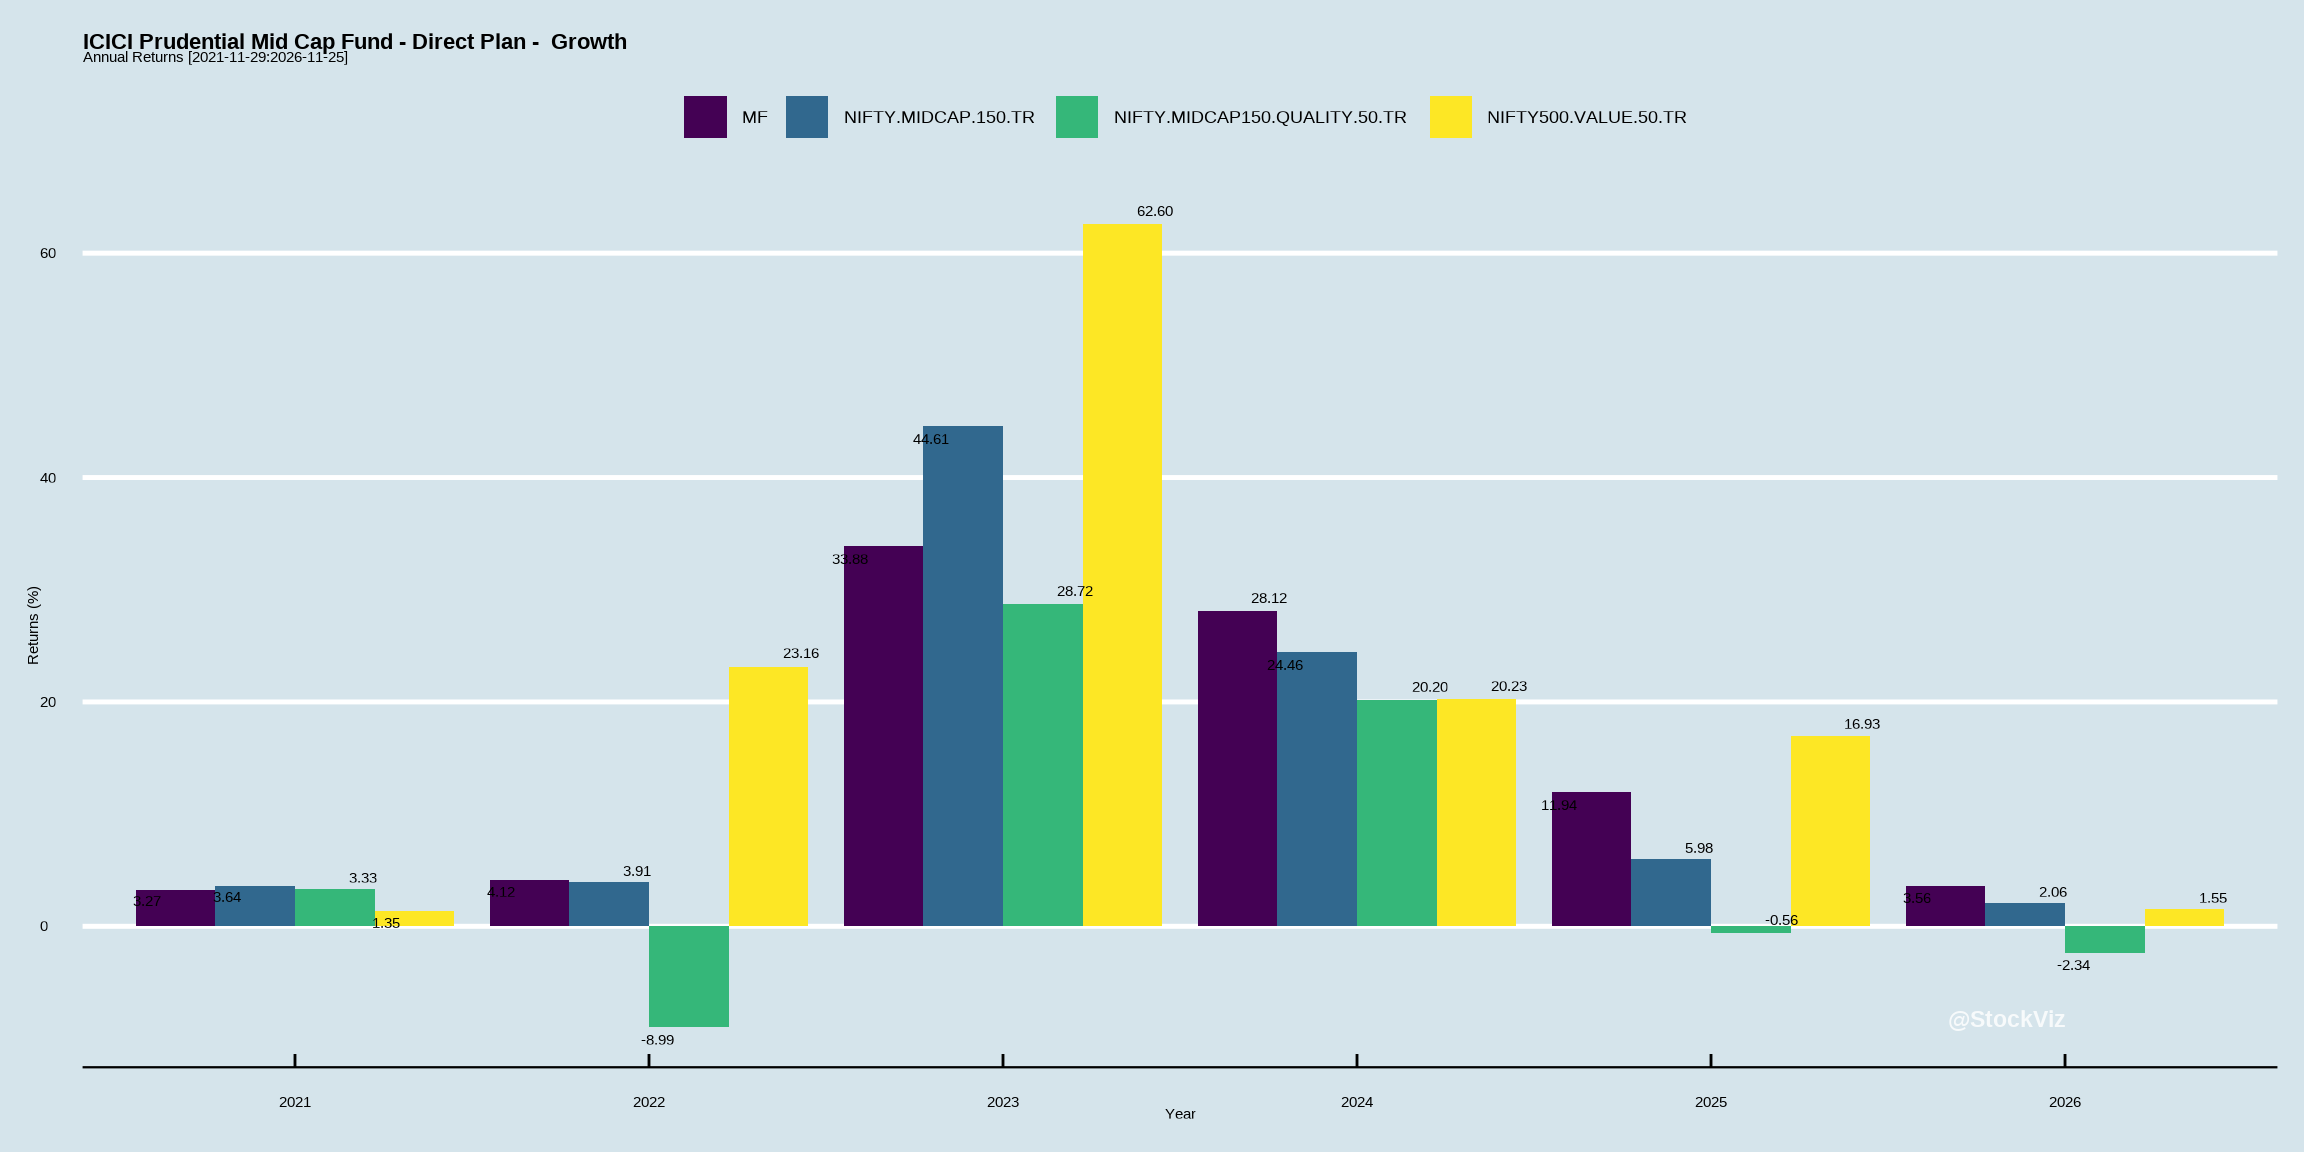 ICICI Prudential Mid Cap Fund - Direct Plan -  Growth
Annual Returns [2021-11-29:2026-11-25]
MF NIFTY.MIDCAP.150.TR NIFTY.MIDCAP150.QUALITY.50.TR NIFTY500.VALUE.50.TR
62.60
60
44.61
40
33.88
28.72
28.12
23.16
24.46
20.20 20.23
20
16.93
11.94
5.98
3.27 3.64 3.33 1.35
4.12 3.91
-0.56
3.56 2.06 1.55
0
-2.34
-8.99
Returns (%)
@StockViz
2021 2022 2023 2024 2025 2026
Year